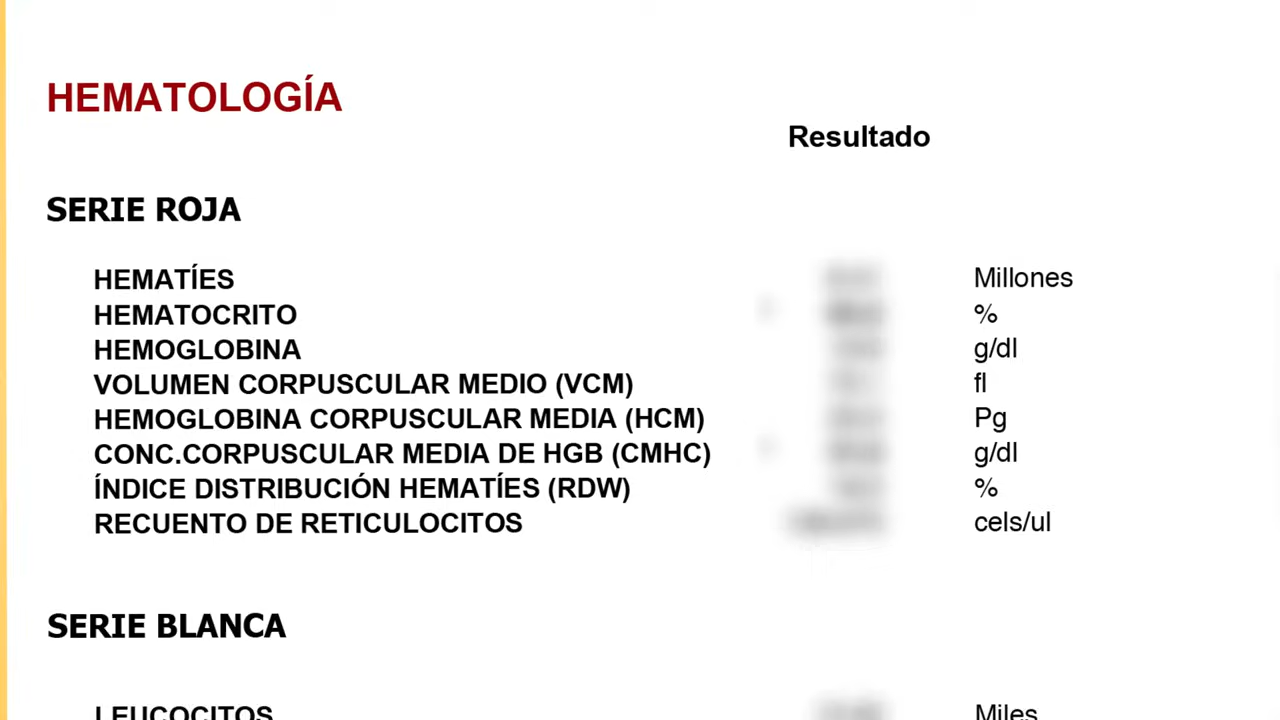 HEMATOLOGÍA
Resultado
SERIE ROJA
HEMATÍES Millones
HEMATOCRITO %
HEMOGLOBINA g/dl
VOLUMEN CORPUSCULAR MEDIO (VCM) fl
HEMOGLOBINA CORPUSCULAR MEDIA (HCM) Pg
CONC.CORPUSCULAR MEDIA DE HGB (CMHC) g/dl
ÍNDICE DISTRIBUCIÓN HEMATÍES (RDW) %
RECUENTO DE RETICULOCITOS cels/ul
SERIE BLANCA
LEUCOCITOS Miles